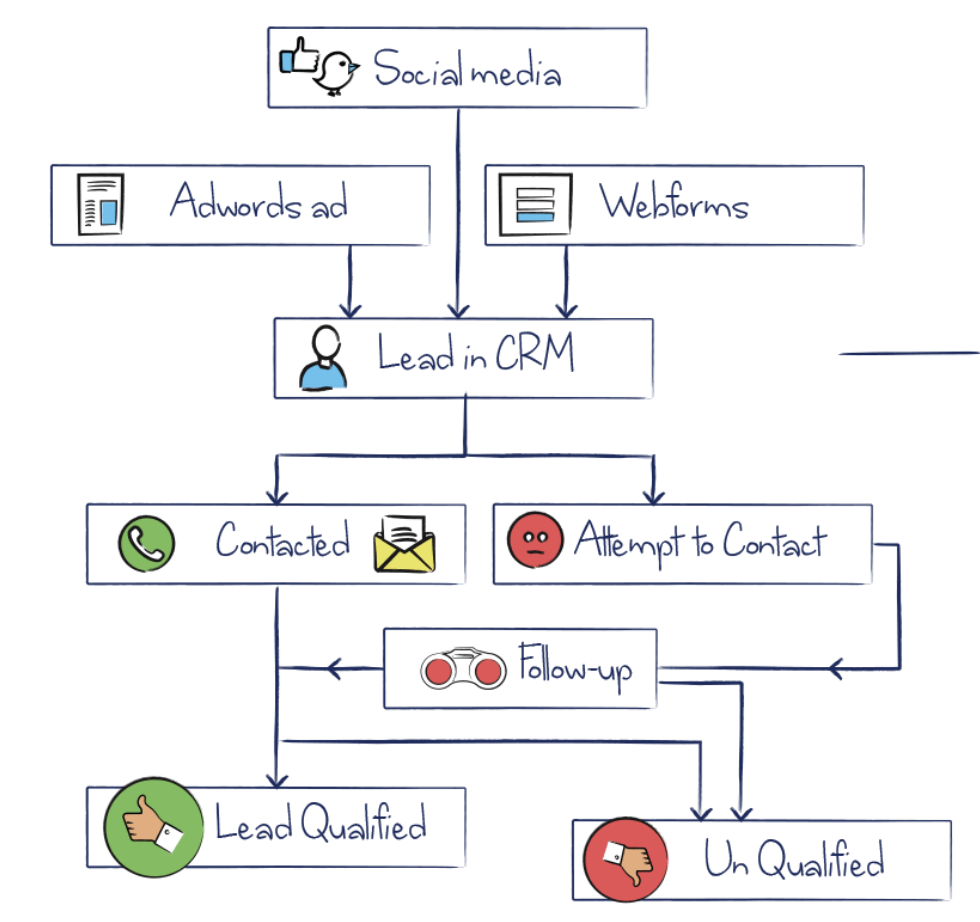 Social media
Adwords ad
Webforms
Lead in CRM
Contacted
Attempt to Contact
Follow-up
Lead Qualified
Un Qualified